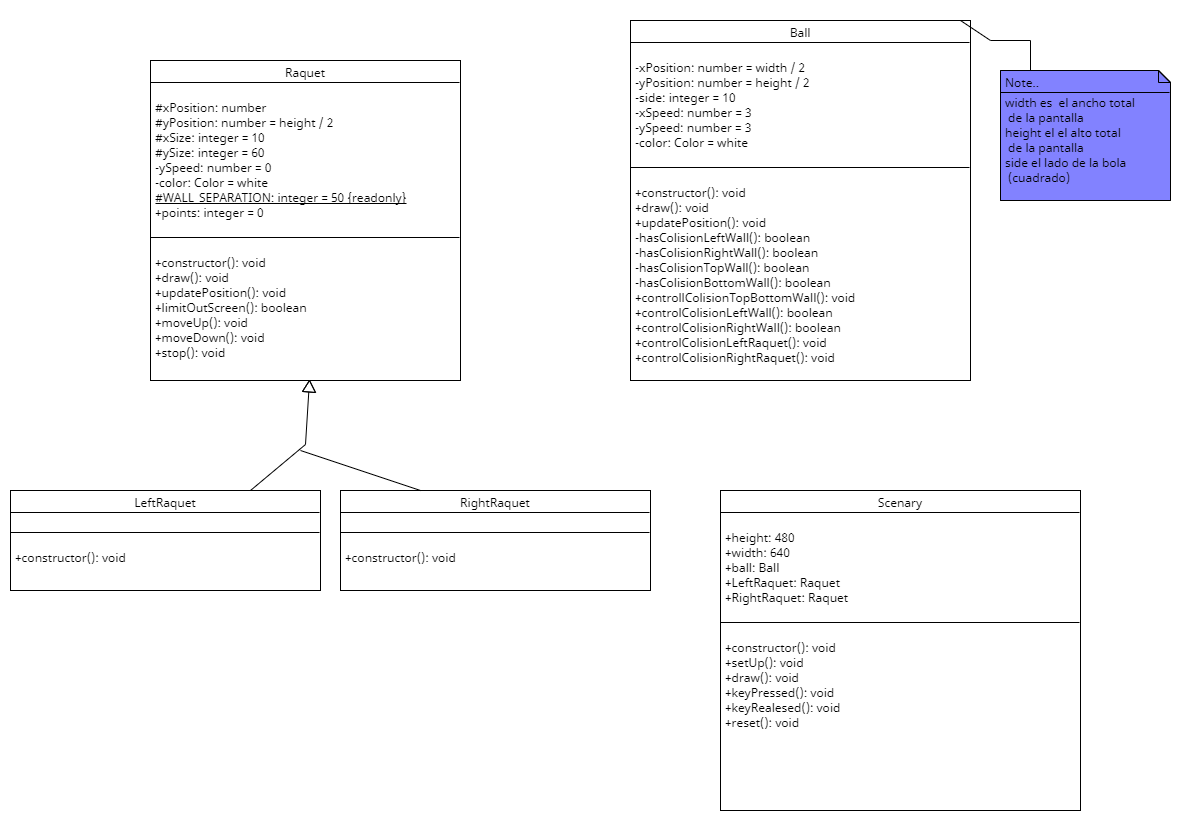 Raquet
#xPosition: number
#yPosition: number = height / 2
#xSize: integer = 10
#ySize: integer = 60
-ySpeed: number = 0
-color: Color = white
#WALL_SEPARATION: integer = 50 {readonly}
+points: integer = 0
+constructor(): void
+draw(): void
+updatePosition(): void
+limitOutScreen(): boolean
+moveUp(): void
+moveDown(): void
+stop(): void
Ball
-xPosition: number = width / 2
-yPosition: number = height / 2
-side: integer = 10
-xSpeed: number = 3
-ySpeed: number = 3
-color: Color = white
+constructor(): void
+draw(): void
+updatePosition(): void
-hasColisionLeftWall(): boolean
-hasColisionRightWall(): boolean
-hasColisionTopWall(): boolean
-hasColisionBottomWall(): boolean
+controllColisionTopBottomWall(): void
+controlColisionLeftWall(): boolean
+controlColisionRightWall(): boolean
+controlColisionLeftRaquet(): void
+controlColisionRightRaquet(): void
Note..
width es el ancho total
de la pantalla
height el el alto total
de la pantalla
side el lado de la bola
(cuadrado)
LeftRaquet
+constructor(): void
RightRaquet
+constructor(): void
Scenary
+height: 480
+width: 640
+ball: Ball
+LeftRaquet: Raquet
+RightRaquet: Raquet
+constructor(): void
+setUp(): void
+draw(): void
+keyPressed(): void
+keyRealesed(): void
+reset(): void